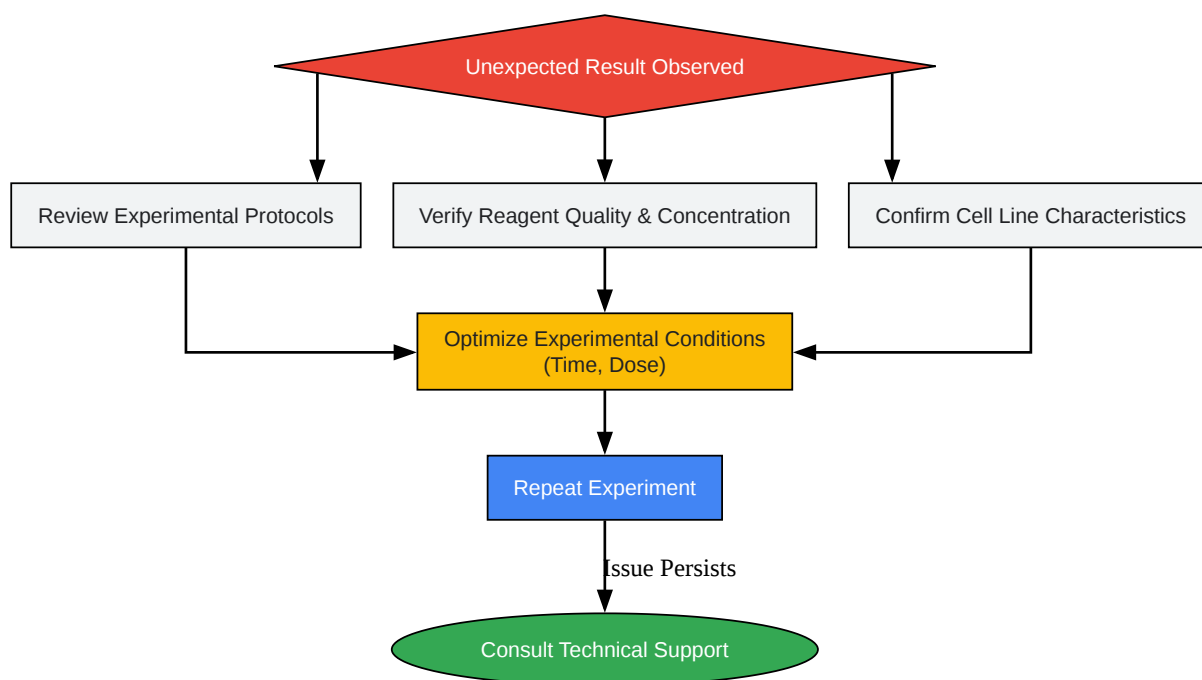 Unexpected Result Observed
Review Experimental Protocols
Verify Reagent Quality & Concentration
Confirm Cell Line Characteristics
Optimize Experimental Conditions
(Time, Dose)
Repeat Experiment
Issue Persists
Consult Technical Support